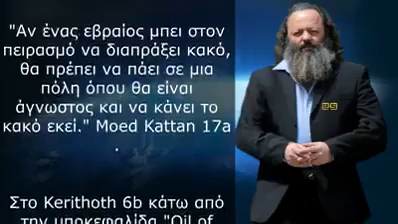 "Αν ένας εβραίος μπει στον
πειρασμό να διαπράξει κακό,
θα πρέπει να πάει σε μια
πόλη όπου θα είναι
άγνωστος και να κάνει το
κακό εκεί." Moed Kattan 17a
.
Στο Kerithoth 6b κάτω από
την υποκεφαλίδα "Oil of